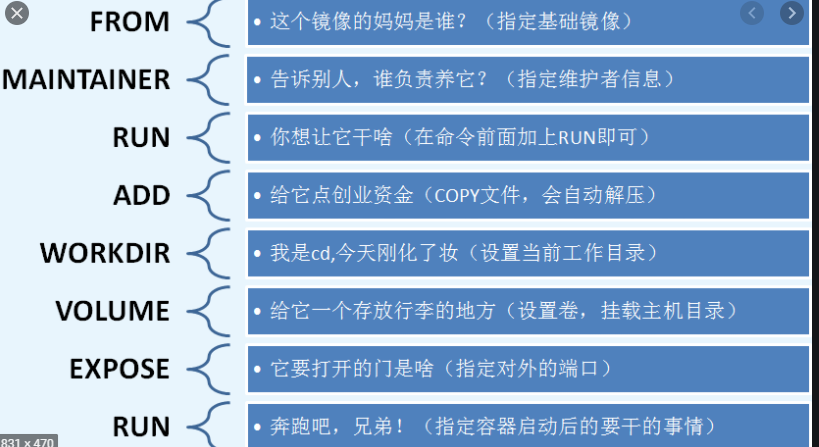 FROM
• 这个镜像的妈妈是谁？（指定基础镜像）
MAINTAINER
• 告诉别人，谁负责养它？（指定维护者信息）
RUN
• 你想让它干啥（在命令前面加上RUN即可）
ADD
• 给它点创业资金（COPY文件，会自动解压）
WORKDIR
• 我是cd,今天刚化了妆（设置当前工作目录）
VOLUME
• 给它一个存放行李的地方（设置卷，挂载主机目录）
EXPOSE
• 它要打开的门是啥（指定对外的端口）
RUN
• 奔跑吧，兄弟！（指定容器启动后的要干的事情）
831 × 470